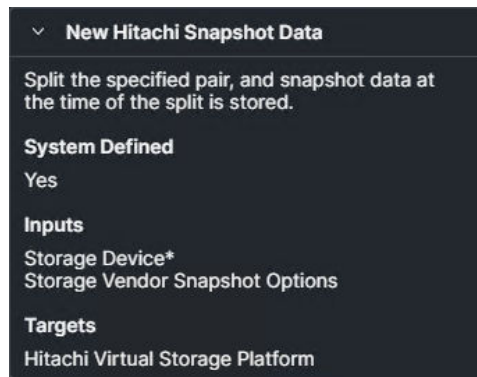 New Hitachi Snapshot Data
Split the specified pair, and snapshot data at
the time of the split is stored.
System Defined
Yes
Inputs
Storage Device*
Storage Vendor Snapshot Options
Targets
Hitachi Virtual Storage Platform